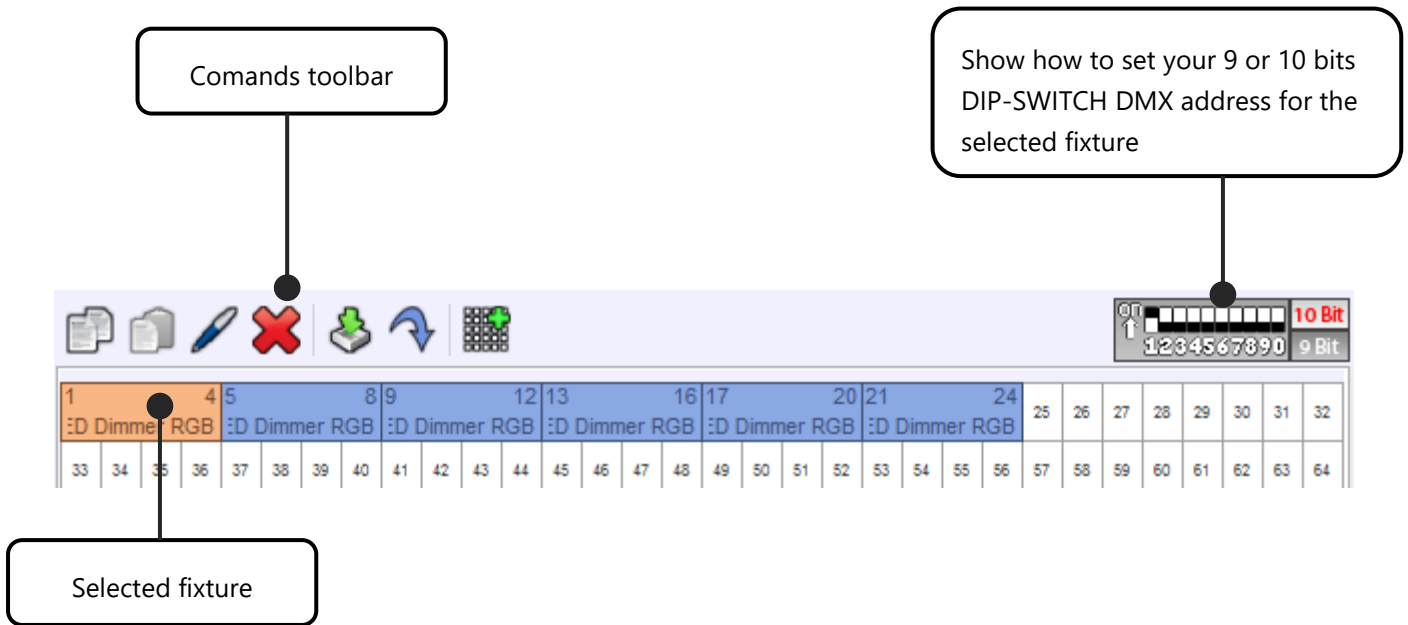 Comands toolbar
Show how to set your 9 or 10 bits
DIP-SWITCH DMX address for the
selected fixture
on 10 Bit
1234567890 9 Bit
1 4 5 8 9 12 13 16 17 20 21 24 25 26 27 28 29 30 31 32
ED Dimmer RGB ED Dimmer RGB ED Dimmer RGB ED Dimmer RGB ED Dimmer RGB ED Dimmer RGB
33 34 35 36 37 38 39 40 41 42 43 44 45 46 47 48 49 50 51 52 53 54 55 56 57 58 59 60 61 62 63 64
Selected fixture